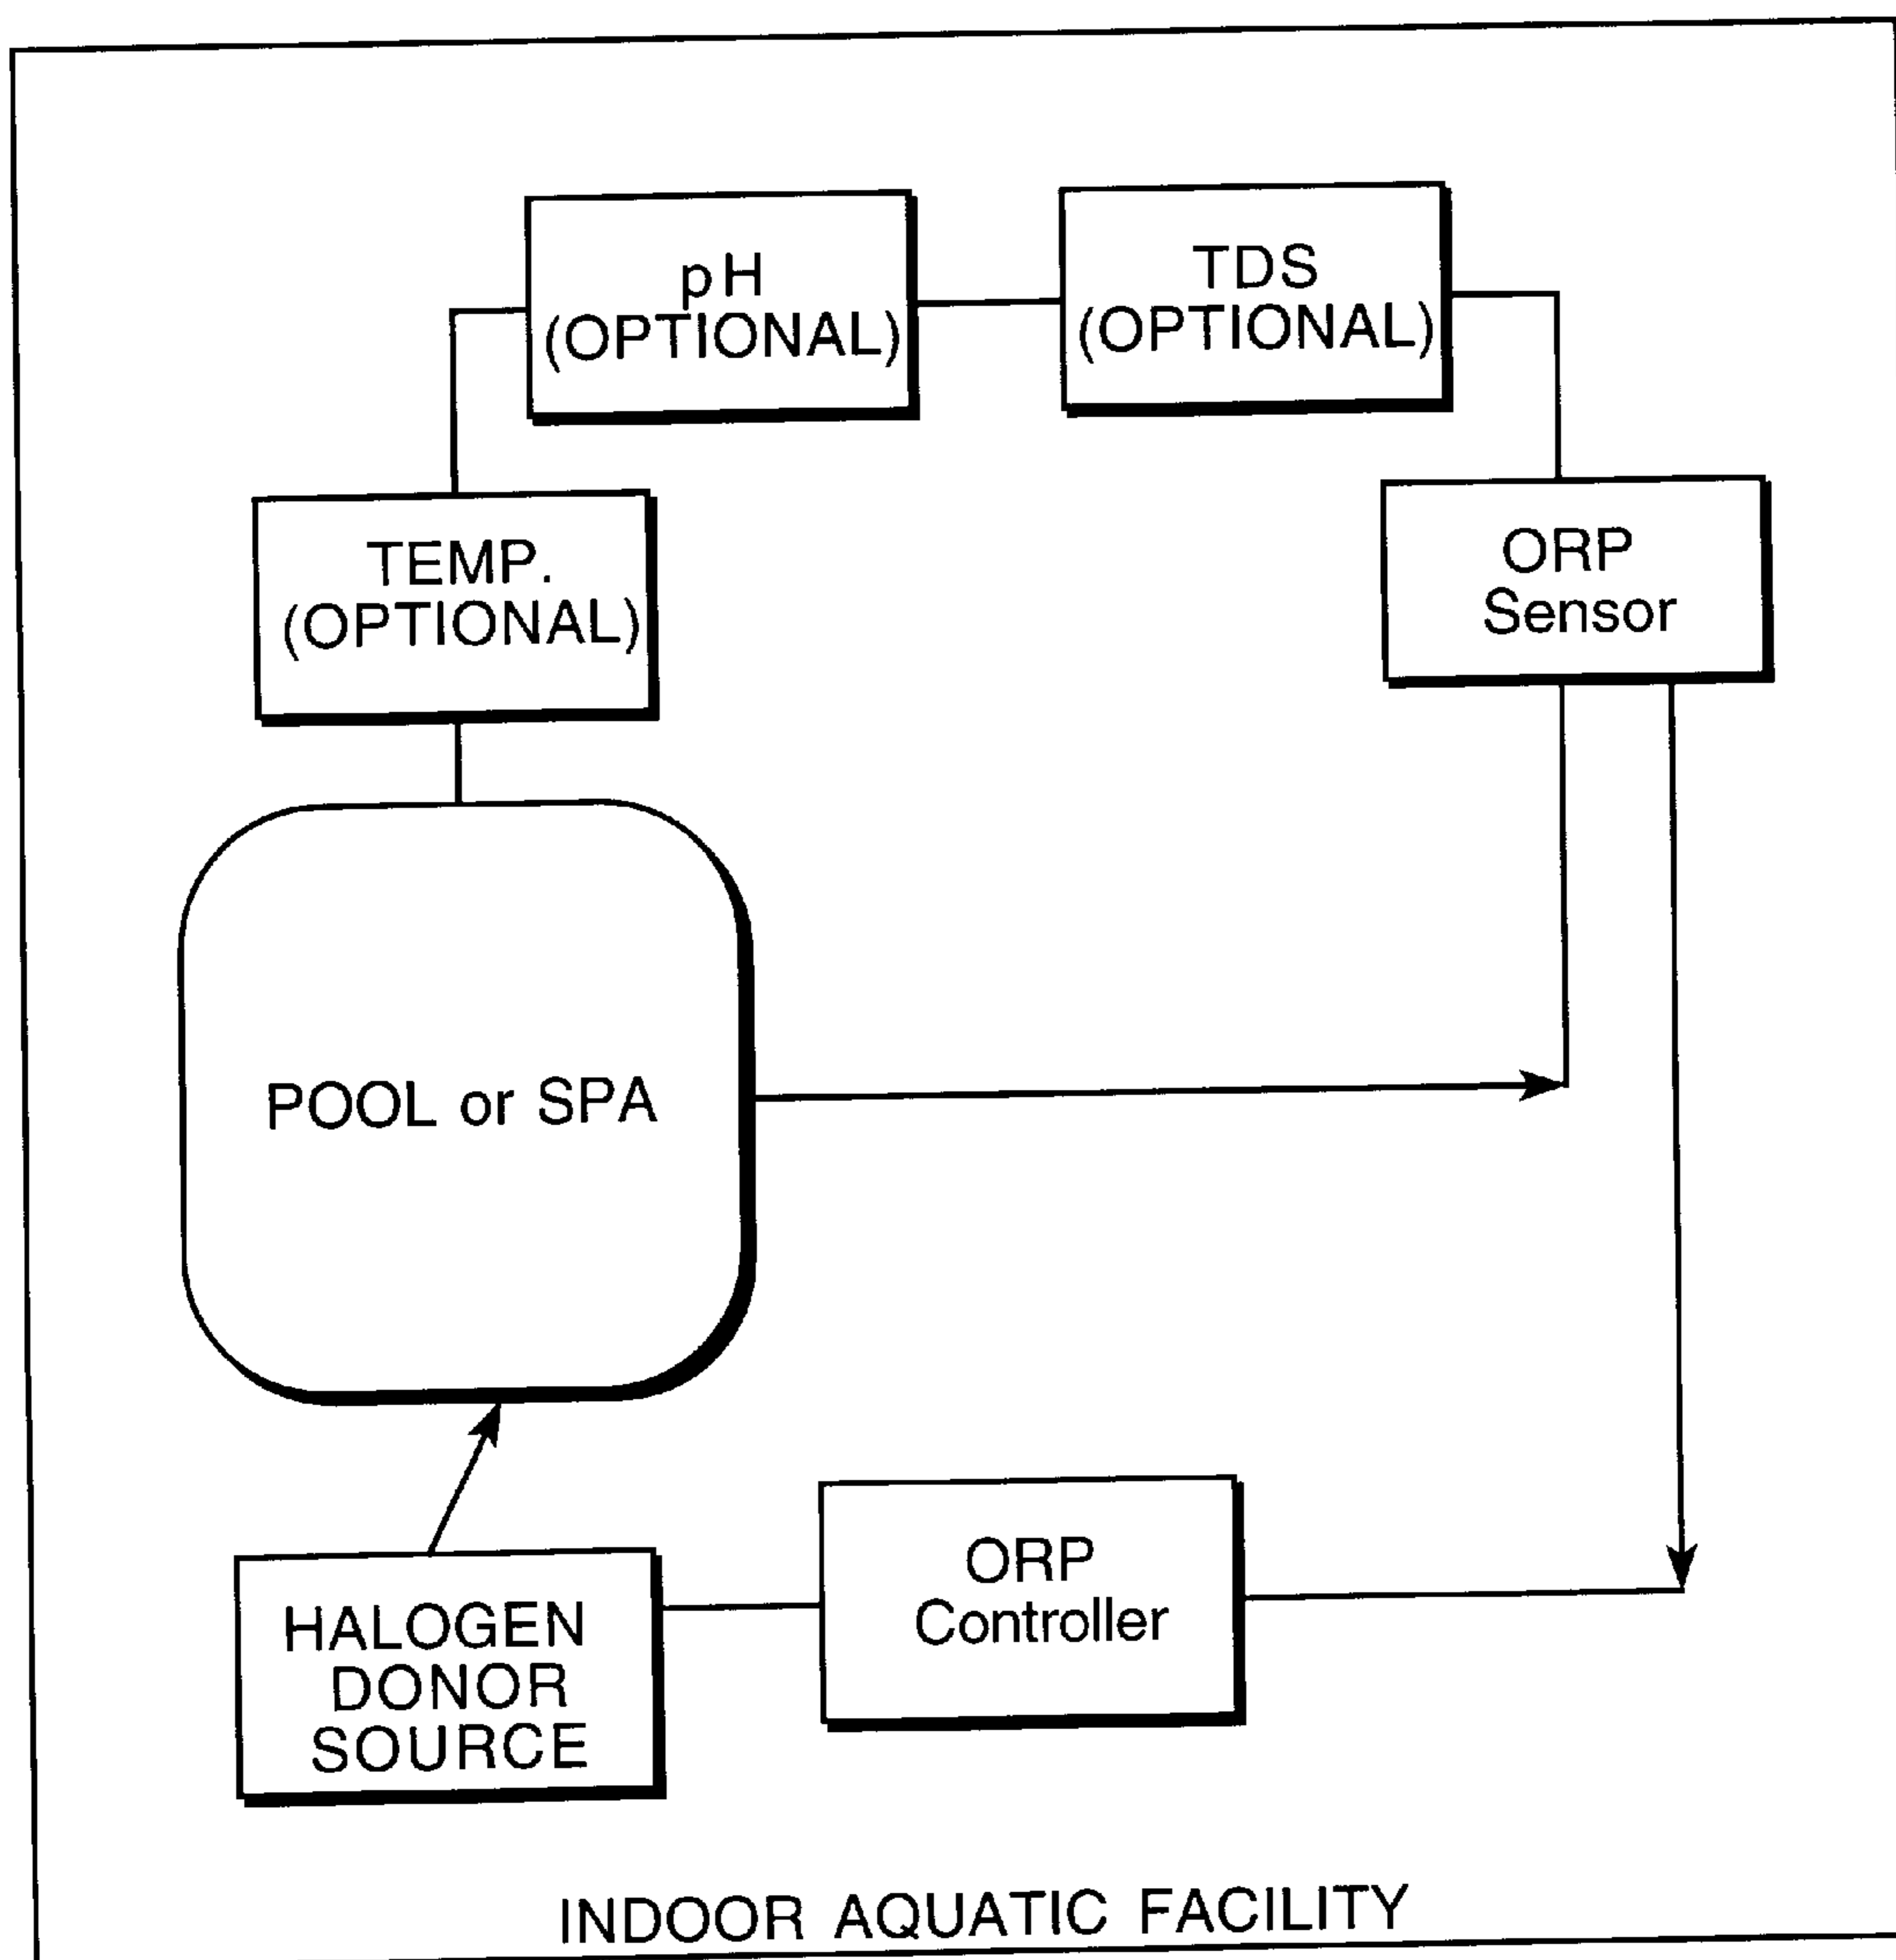 pH
(OPTIONAL)
TDS
(OPTIONAL)
TEMP.
(OPTIONAL)
ORP
Sensor
POOL or SPA
ORP
Controller
HALOGEN
DONOR
SOURCE
INDOOR AQUATIC FACILITY